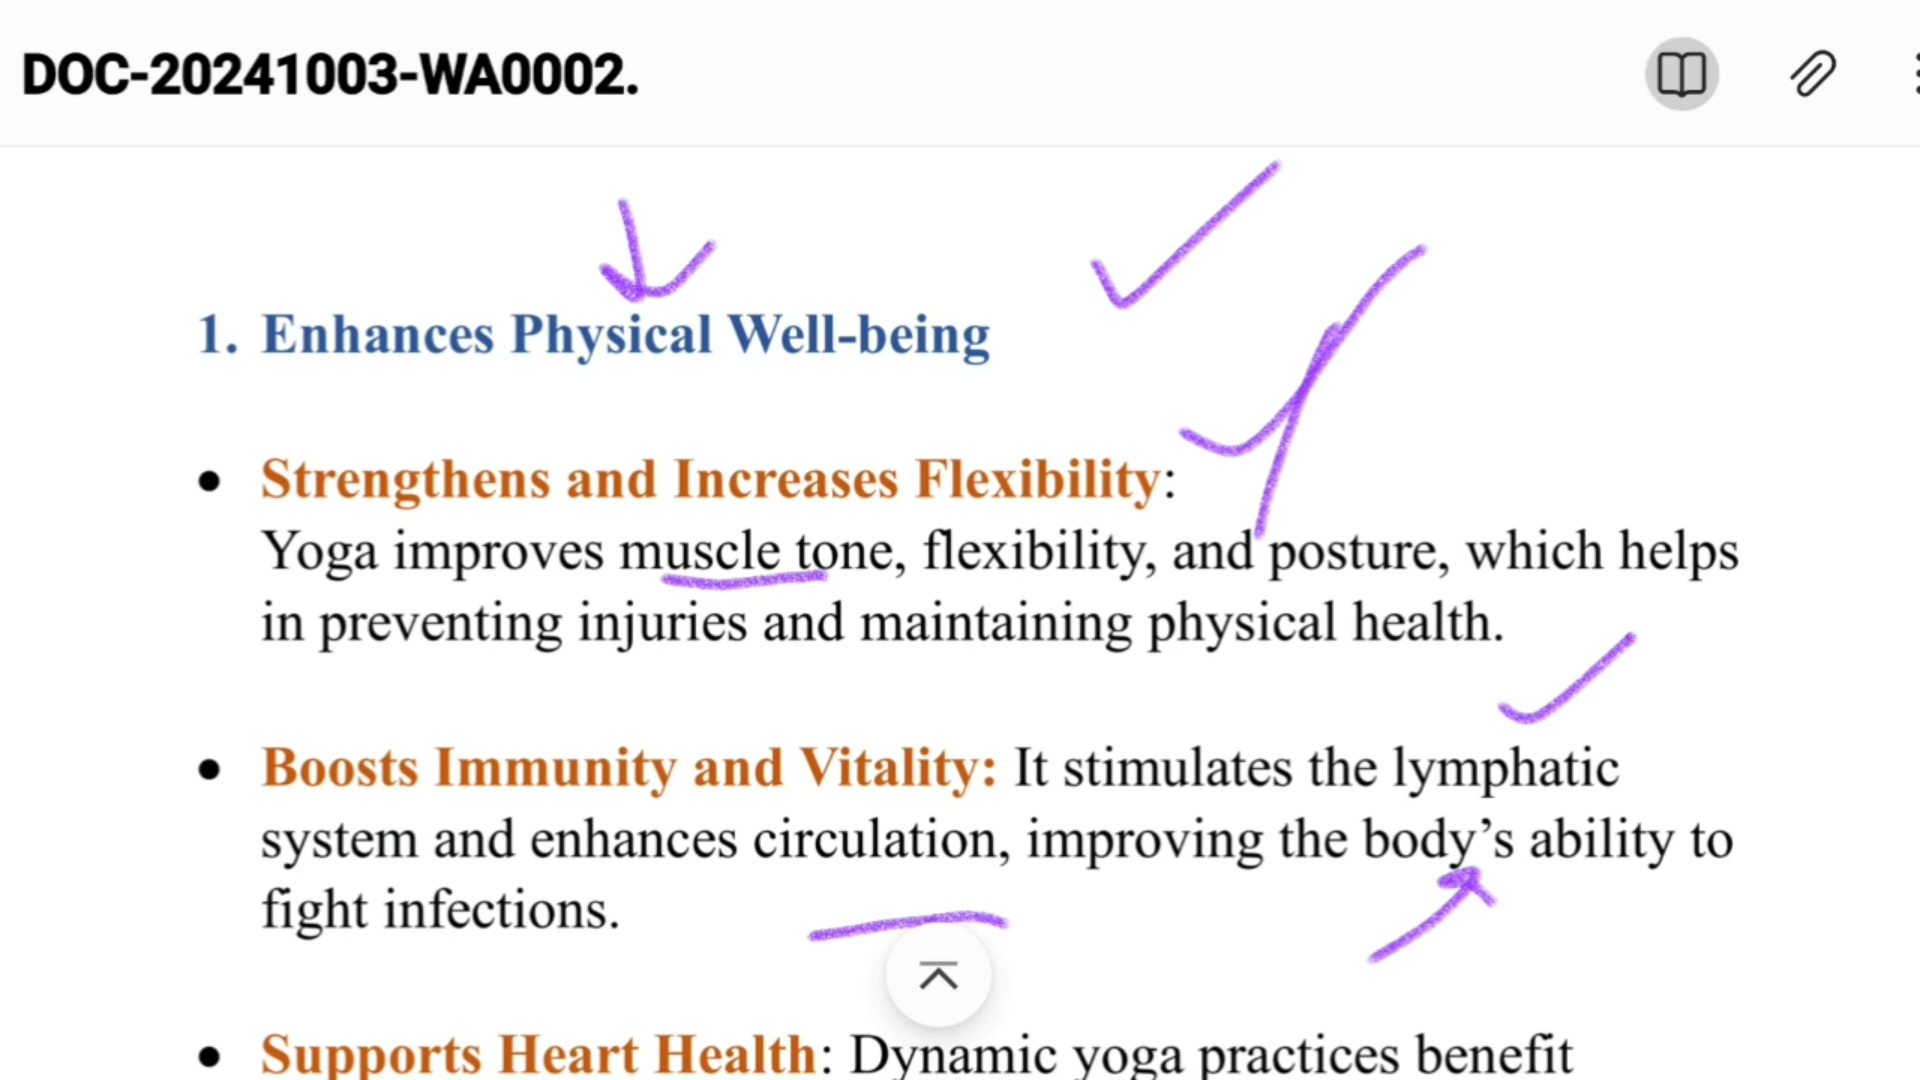 DOC-20241003-WA0002.
1. Enhances Physical Well-being
● Strengthens and Increases Flexibility:
Yoga improves muscle tone, flexibility, and posture, which helps
in preventing injuries and maintaining physical health.
● Boosts Immunity and Vitality: It stimulates the lymphatic
system and enhances circulation, improving the body’s ability to
fight infections.
● Supports Heart Health: Dynamic yoga practices benefit